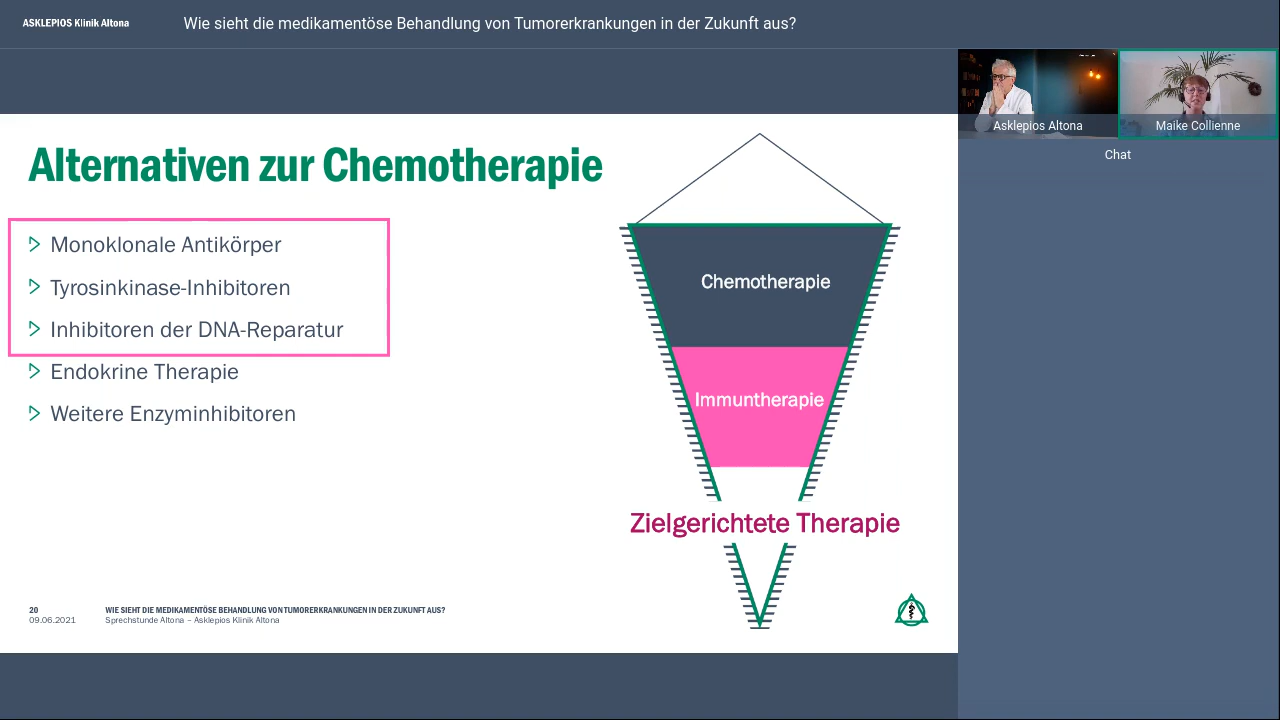 ASKLEPIOS Klinik Altona
Wie sieht die medikamentöse Behandlung von Tumorerkrankungen in der Zukunft aus?
Asklepios Altona
Maike Collienne
Chat
Alternativen zur Chemotherapie
Monoklonale Antikörper
Tyrosinkinase-Inhibitoren
Inhibitoren der DNA-Reparatur
Endokrine Therapie
Weitere Enzyminhibitoren
Chemotherapie
Immuntherapie
Zielgerichtete Therapie
20
WIE SIEHT DIE MEDIKAMENTÖSE BEHANDLUNG VON TUMORERKRANKUNGEN IN DER ZUKUNFT AUS?
09.06.2021
Sprechstunde Altona – Asklepios Klinik Altona